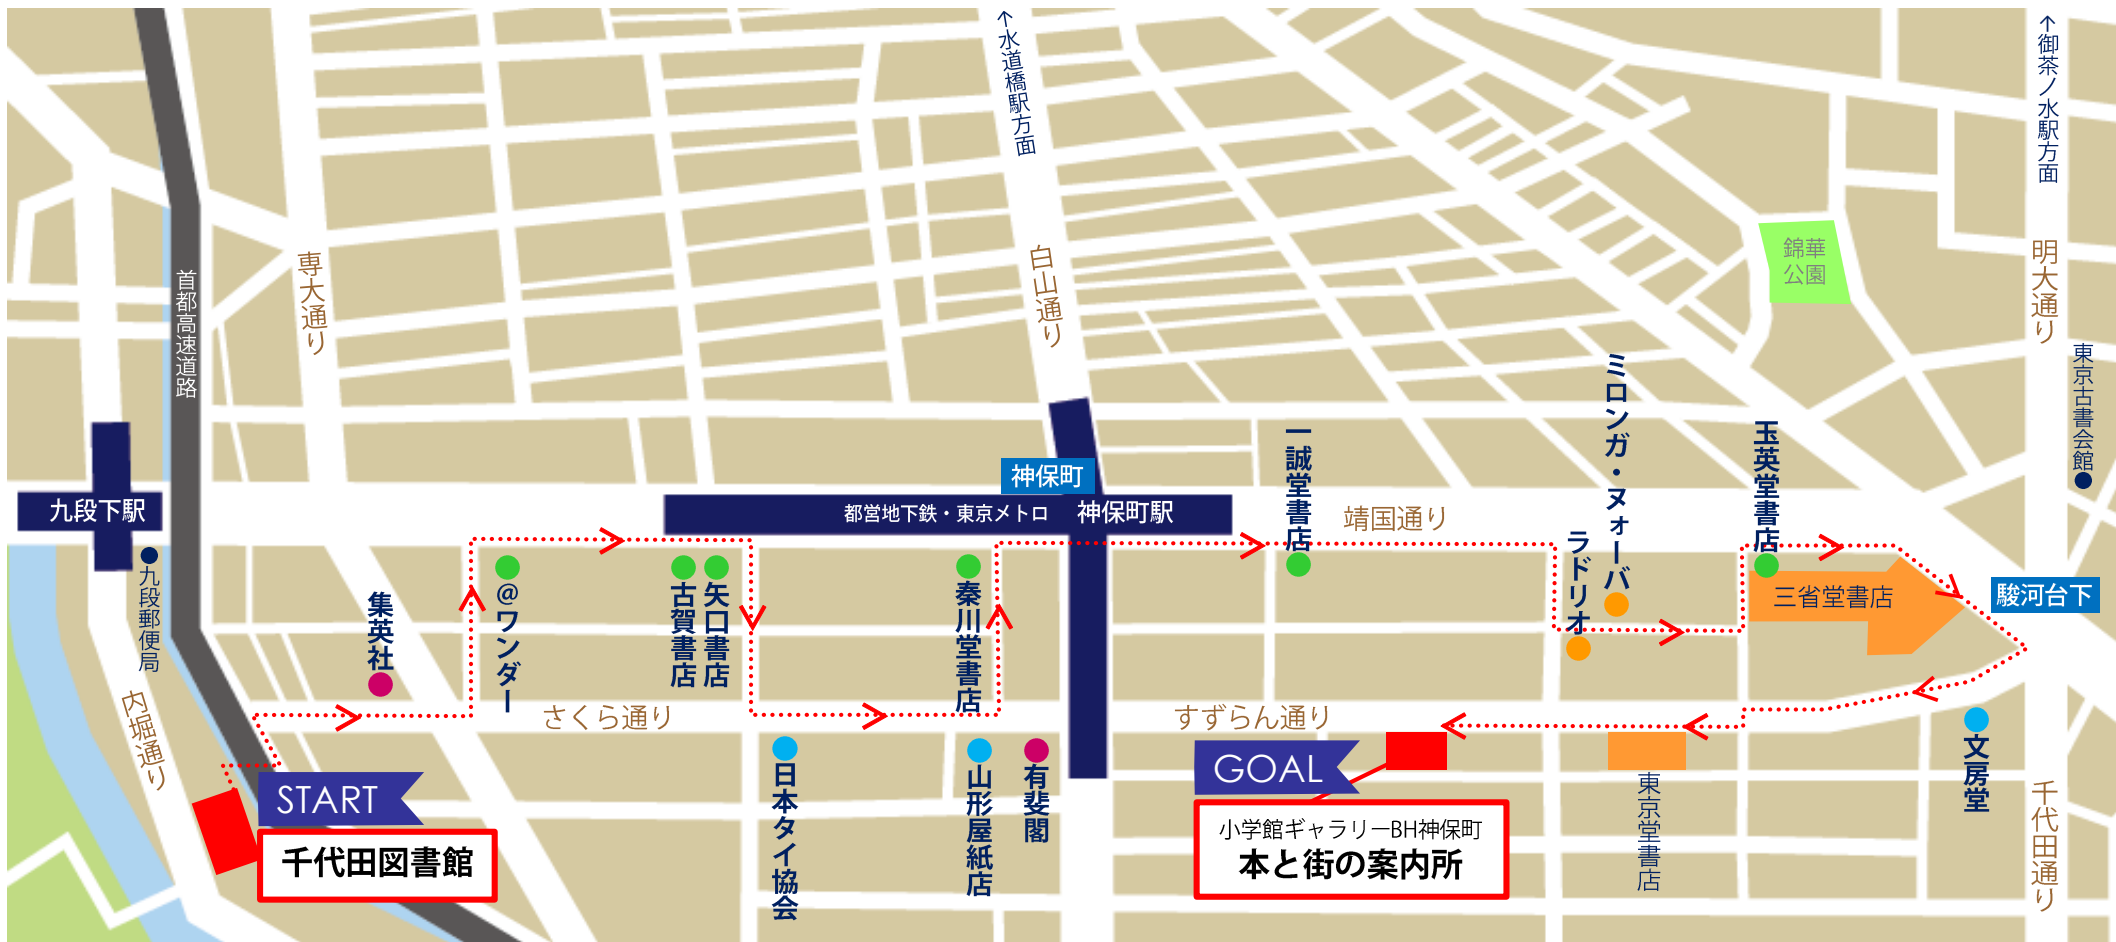 ↑水道橋駅方面
↑御茶ノ水駅方面
首都高速道路
専大通り
白山通り
錦華
公園
明大通り
東京古書会館
九段下駅
神保町
都営地下鉄・東京メトロ 神保町駅
靖国通り
一誠堂書店
ミロンガ・ヌォーバ
ラドリオ
玉英堂書店
三省堂書店
駿河台下
九段郵便局
内堀通り
集英社
@ワンダー
古賀書店
矢口書店
秦川堂書店
さくら通り
すずらん通り
START
千代田図書館
日本タイ協会
山形屋紙店
有斐閣
GOAL
小学館ギャラリーBH神保町
本と街の案内所
東京堂書店
文房堂
千代田通り